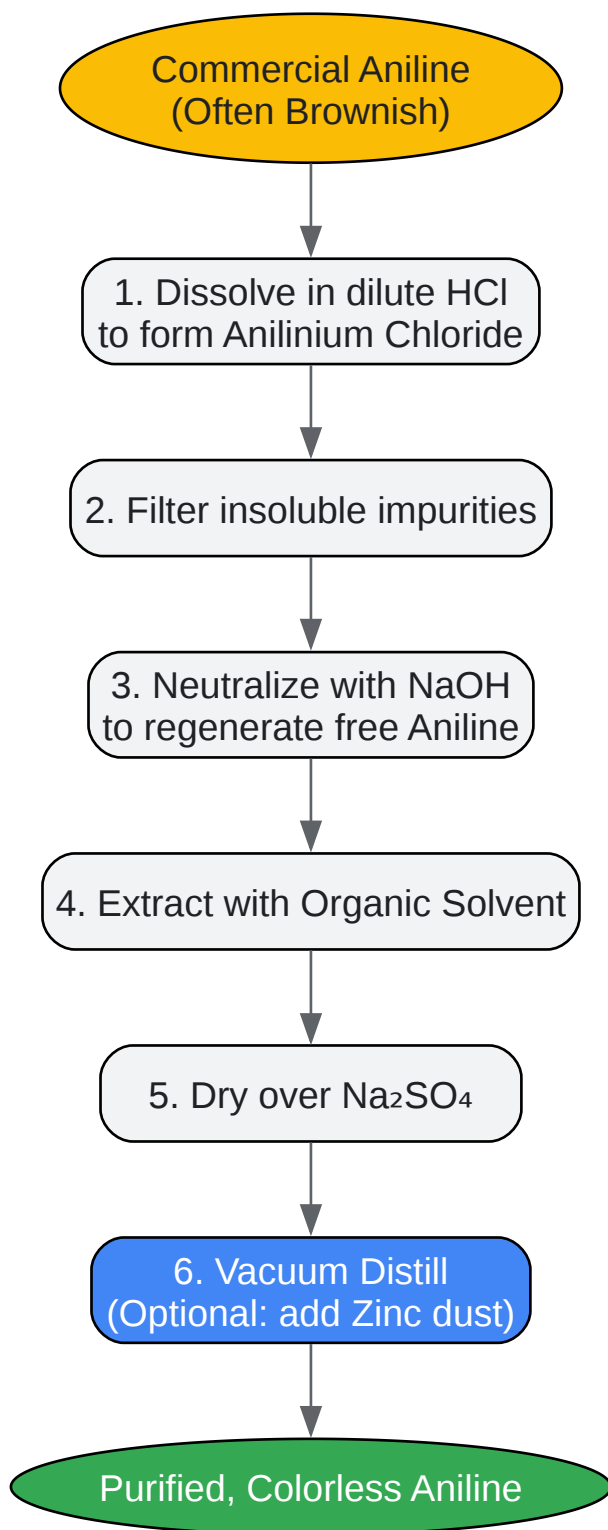 Commercial Aniline
(Often Brownish)
1. Dissolve in dilute HCl
to form Anilinium Chloride
2. Filter insoluble impurities
3. Neutralize with NaOH
to regenerate free Aniline
4. Extract with Organic Solvent
5. Dry over Na₂SO₄
6. Vacuum Distill
(Optional: add Zinc dust)
Purified, Colorless Aniline